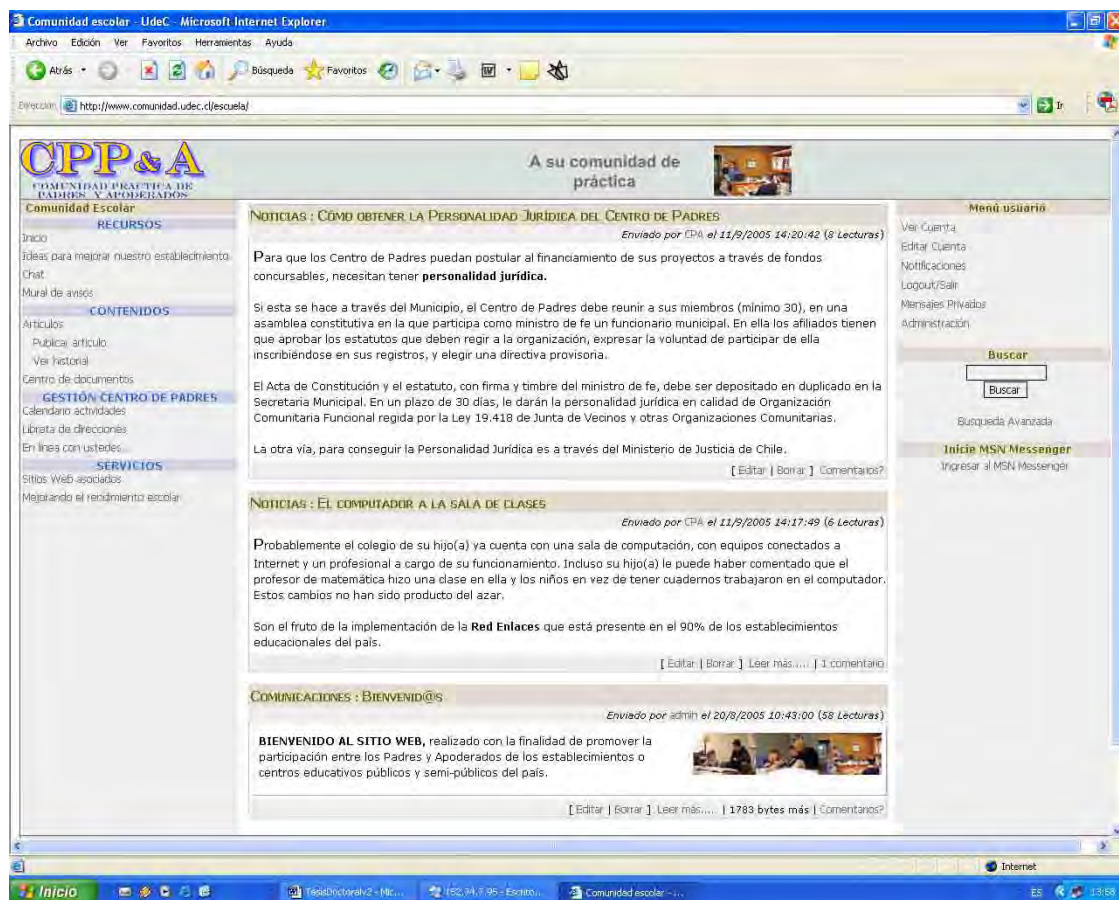 Comunidad escolar - UdeC - Microsoft Internet Explorer
Archivo Edición Ver Favoritos Herramientas Ayuda
Atrás Búsqueda Favoritos
Dirección http://www.comunidad.udec.cl/escuela/ Ir
CPP&A
COMUNIDAD PRÁCTICA DE
PADRES Y APODERADOS
A su comunidad de
práctica
Comunidad Escolar
RECURSOS
Inicio
Ideas para mejorar nuestro establecimiento
Chat
Mural de avisos
CONTENIDOS
Artículos
Publicar artículo
Ver historial
Centro de documentos
GESTIÓN CENTRO DE PADRES
Calendario actividades
Libreta de direcciones
En línea con ustedes...
SERVICIOS
Sitios Web asociados
Mejorando el rendimiento escolar
NOTICIAS : CÓMO OBTENER LA PERSONALIDAD JURÍDICA DEL CENTRO DE PADRES
Enviado por CPA el 11/9/2005 14:20:42 (8 Lecturas)
Para que los Centro de Padres puedan postular al financiamiento de sus proyectos a través de fondos
concursables, necesitan tener personalidad jurídica.
Si esta se hace a través del Municipio, el Centro de Padres debe reunir a sus miembros (mínimo 30), en una
asamblea constitutiva en la que participa como ministro de fe un funcionario municipal. En ella los afiliados tienen
que aprobar los estatutos que deben regir a la organización, expresar la voluntad de participar de ella
inscribiéndose en sus registros, y elegir una directiva provisoria.
El Acta de Constitución y el estatuto, con firma y timbre del ministro de fe, debe ser depositado en duplicado en la
Secretaria Municipal. En un plazo de 30 días, le darán la personalidad jurídica en calidad de Organización
Comunitaria Funcional regida por la Ley 19.418 de Junta de Vecinos y otras Organizaciones Comunitarias.
La otra vía, para conseguir la Personalidad Jurídica es a través del Ministerio de Justicia de Chile.
[ Editar | Borrar ] Comentarios?
NOTICIAS : EL COMPUTADOR A LA SALA DE CLASES
Enviado por CPA el 11/9/2005 14:17:49 (6 Lecturas)
Probablemente el colegio de su hijo(a) ya cuenta con una sala de computación, con equipos conectados a
Internet y un profesional a cargo de su funcionamiento. Incluso su hijo(a) le puede haber comentado que el
profesor de matemática hizo una clase en ella y los niños en vez de tener cuadernos trabajaron en el computador.
Estos cambios no han sido producto del azar.
Son el fruto de la implementación de la Red Enlaces que está presente en el 90% de los establecimientos
educacionales del país.
[ Editar | Borrar ] Leer más..... | 1 comentario
COMUNICACIONES : BIENVENID@S
Enviado por admin el 20/8/2005 10:43:00 (58 Lecturas)
BIENVENIDO AL SITIO WEB, realizado con la finalidad de promover la
participación entre los Padres y Apoderados de los establecimientos o
centros educativos públicos y semi-públicos del país.
[ Editar | Borrar ] Leer más..... | 1783 bytes más | Comentarios?
Menú usuario
Ver Cuenta
Editar Cuenta
Notificaciones
Logout/Salir
Mensajes Privados
Administración
Buscar
Buscar
Búsqueda Avanzada
Inicie MSN Messenger
Ingresar al MSN Messenger
Internet
Inicio TesisDoctoralv2 - Mic... 152.74.7.95 - Escrito... Comunidad escolar -... ES 13:58